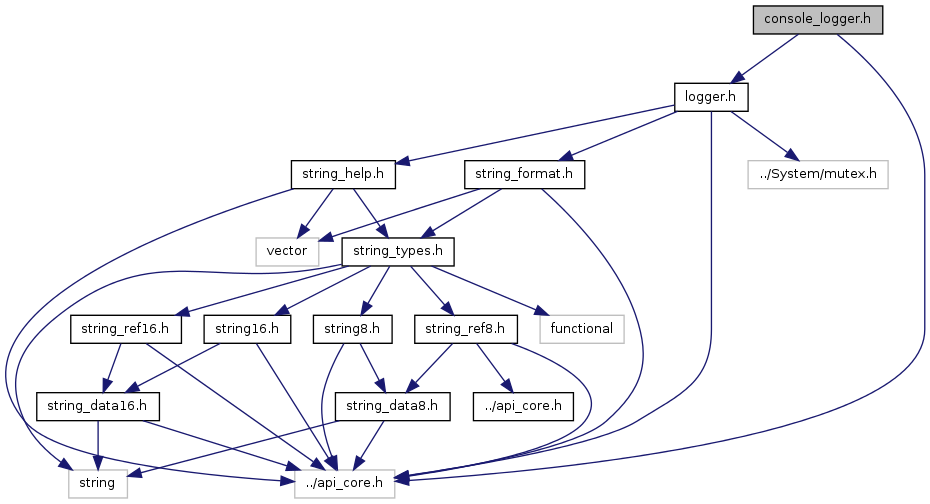 console_logger.h
logger.h
string_help.h
string_format.h
../System/mutex.h
vector
string_types.h
string_ref16.h
string16.h
string8.h
string_ref8.h
functional
string_data16.h
string_data8.h
../api_core.h
string
../api_core.h